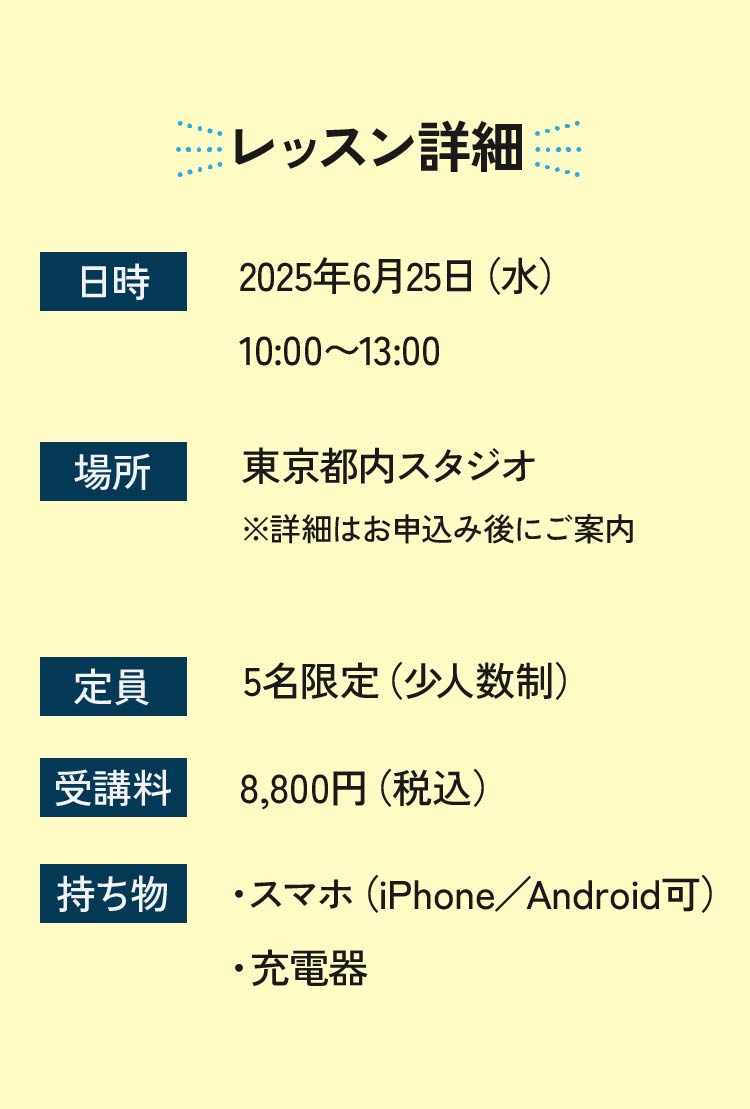 レッスン詳細
日時
2025年6月25日（水）
10:00〜13:00
場所
東京都内スタジオ
※詳細はお申込み後にご案内
定員
5名限定（少人数制）
受講料
8,800円（税込）
持ち物
・スマホ（iPhone／Android可）
・充電器